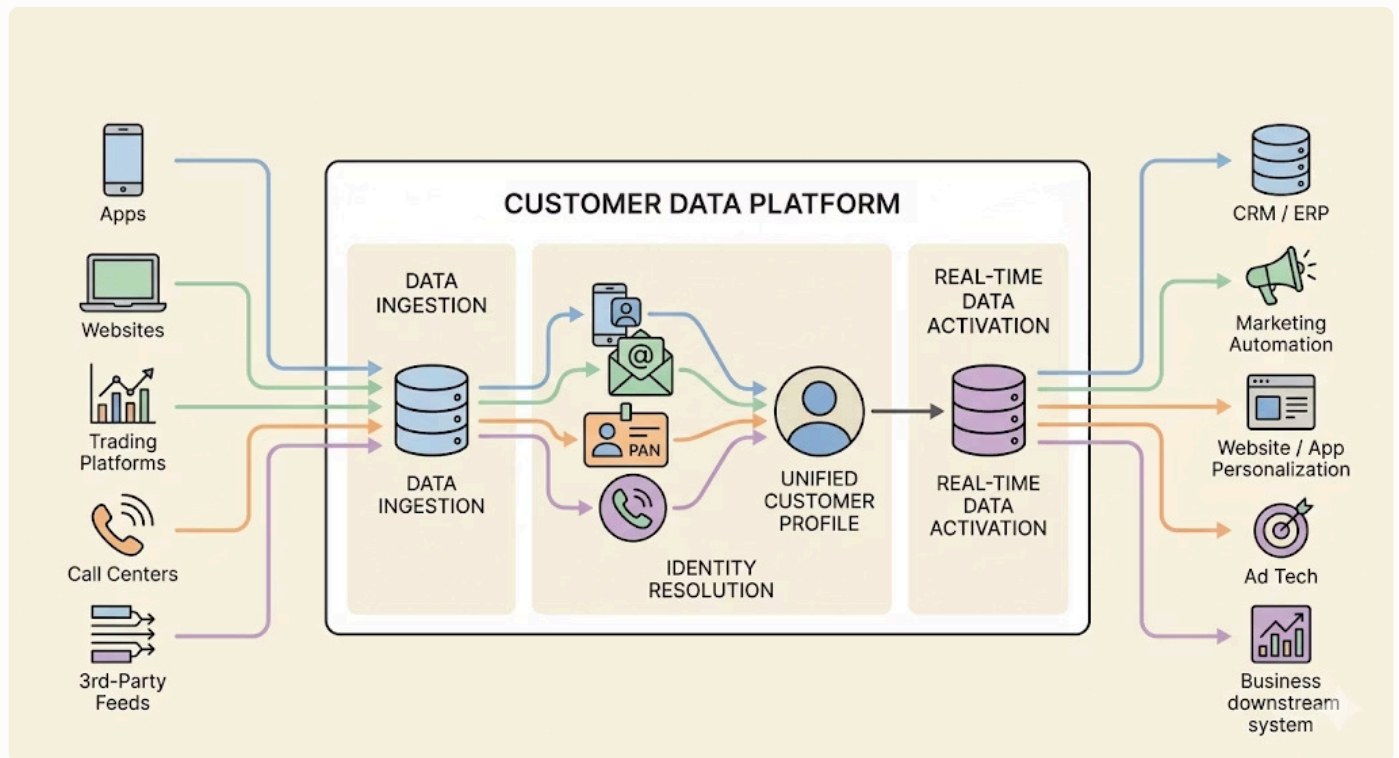 CUSTOMER DATA PLATFORM
Apps
Websites
Trading
Platforms
Call Centers
3rd-Party
Feeds
DATA
INGESTION
DATA
INGESTION
@
PAN
UNIFIED
CUSTOMER
PROFILE
IDENTITY
RESOLUTION
REAL-TIME
DATA
ACTIVATION
REAL-TIME
DATA
ACTIVATION
CRM / ERP
Marketing
Automation
Website / App
Personalization
Ad Tech
Business
downstream
system